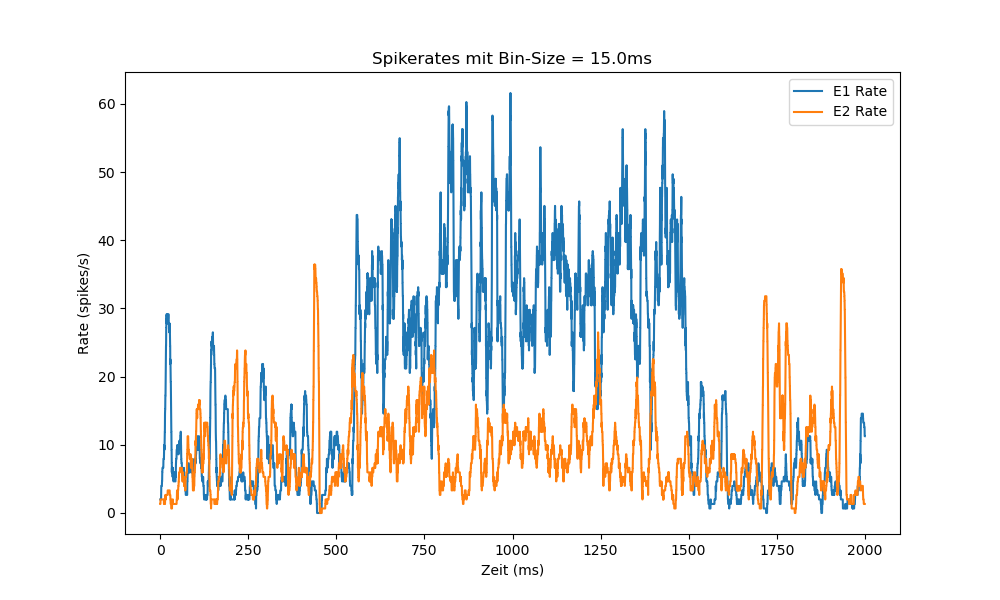 Spikerates mit Bin-Size = 15.0ms
E1 Rate
E2 Rate
60
50
40
30
20
10
0
Rate (spikes/s)
0 250 500 750 1000 1250 1500 1750 2000
Zeit (ms)